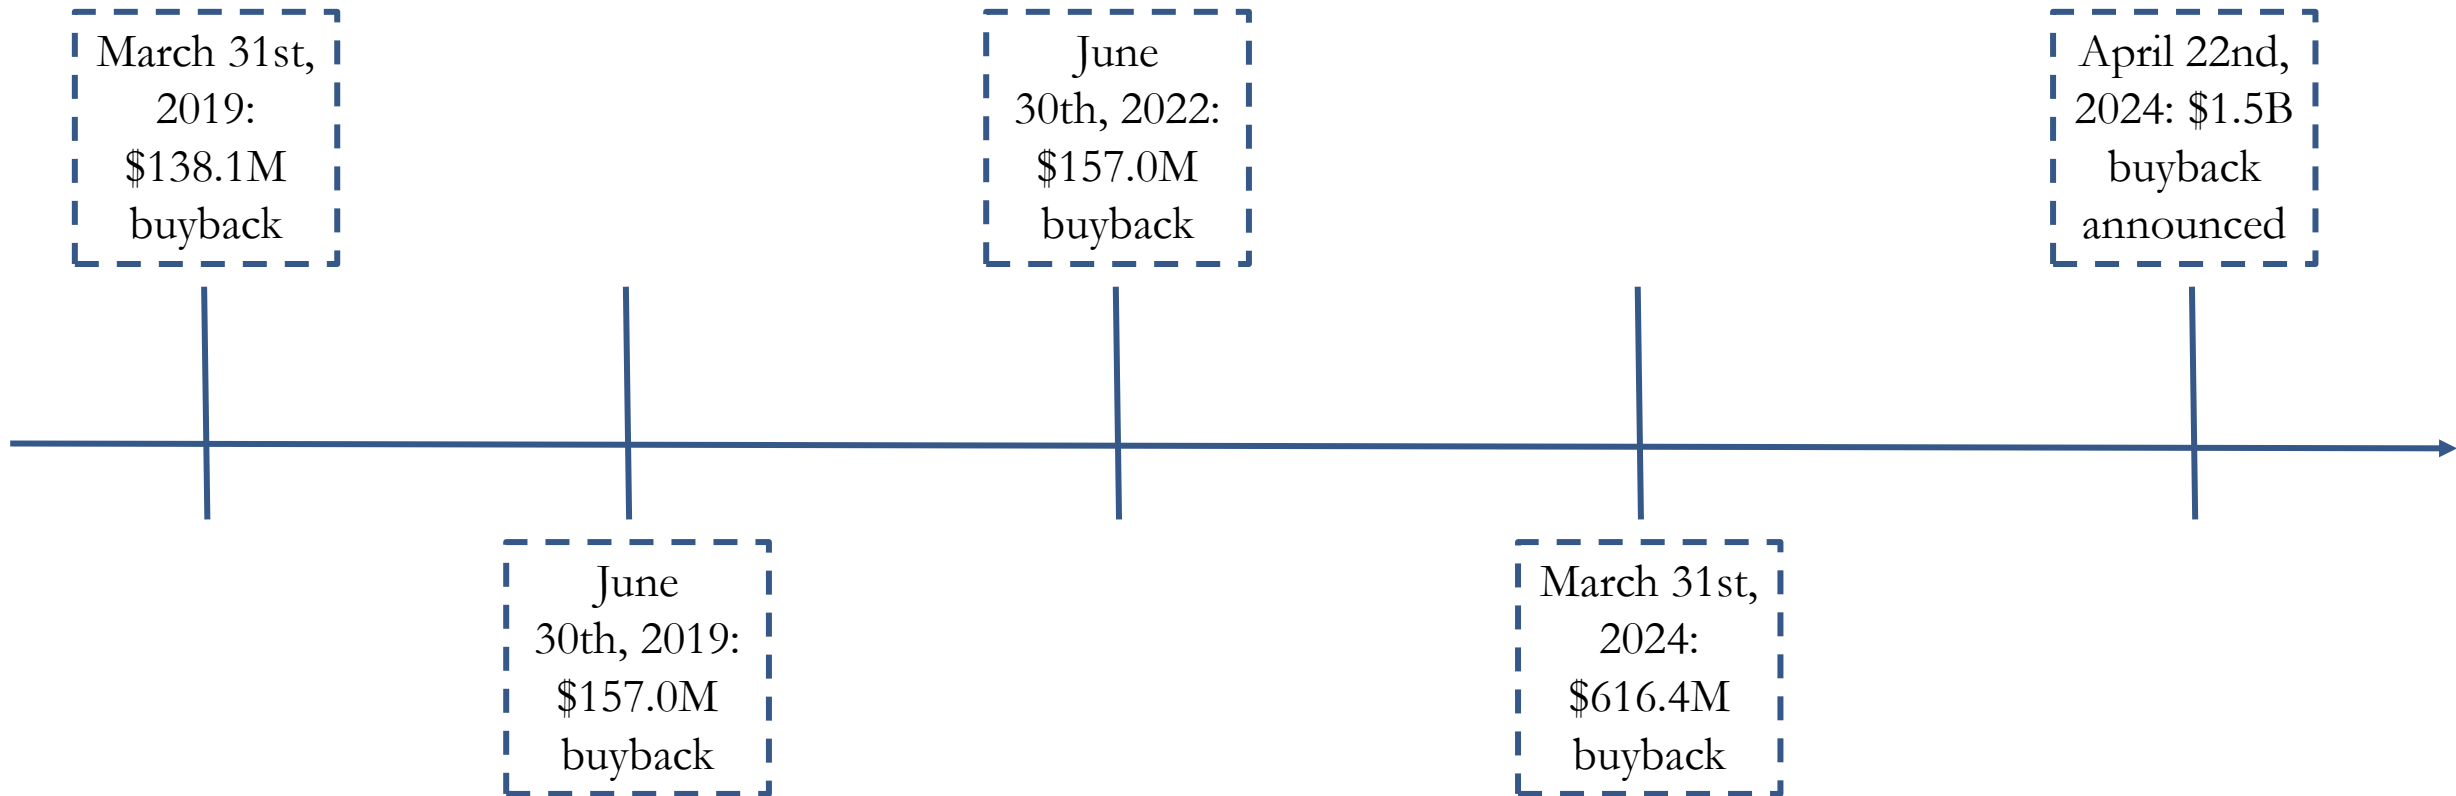 March 31st,
2019:
$138.1M
buyback
June
30th, 2019:
$157.0M
buyback
June
30th, 2022:
$157.0M
buyback
March 31st,
2024:
$616.4M
buyback
April 22nd,
2024: $1.5B
buyback
announced